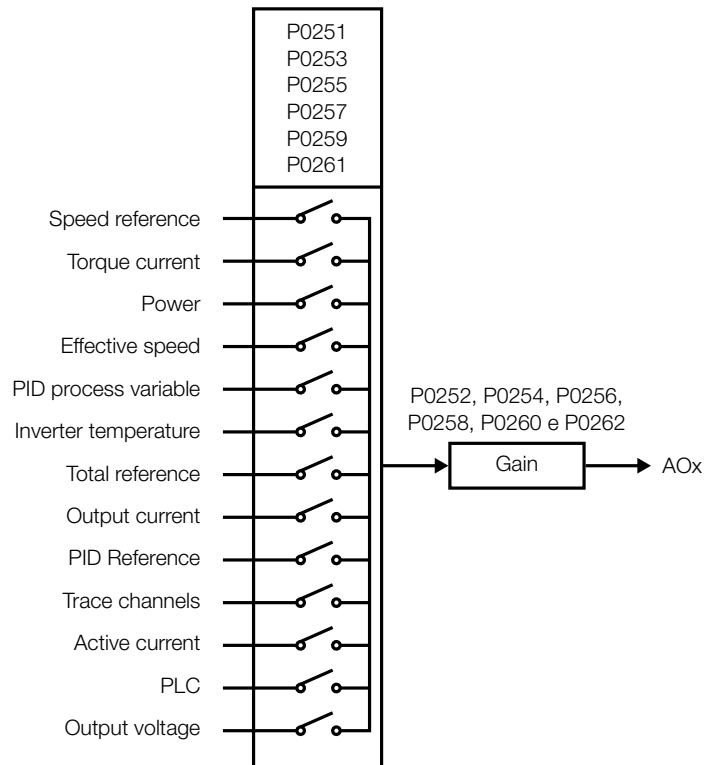 P0251
P0253
P0255
P0257
P0259
P0261
Speed reference
Torque current
Power
Effective speed
PID process variable
Inverter temperature
Total reference
Output current
PID Reference
Trace channels
Active current
PLC
Output voltage
P0252, P0254, P0256,
P0258, P0260 e P0262
Gain
AOx